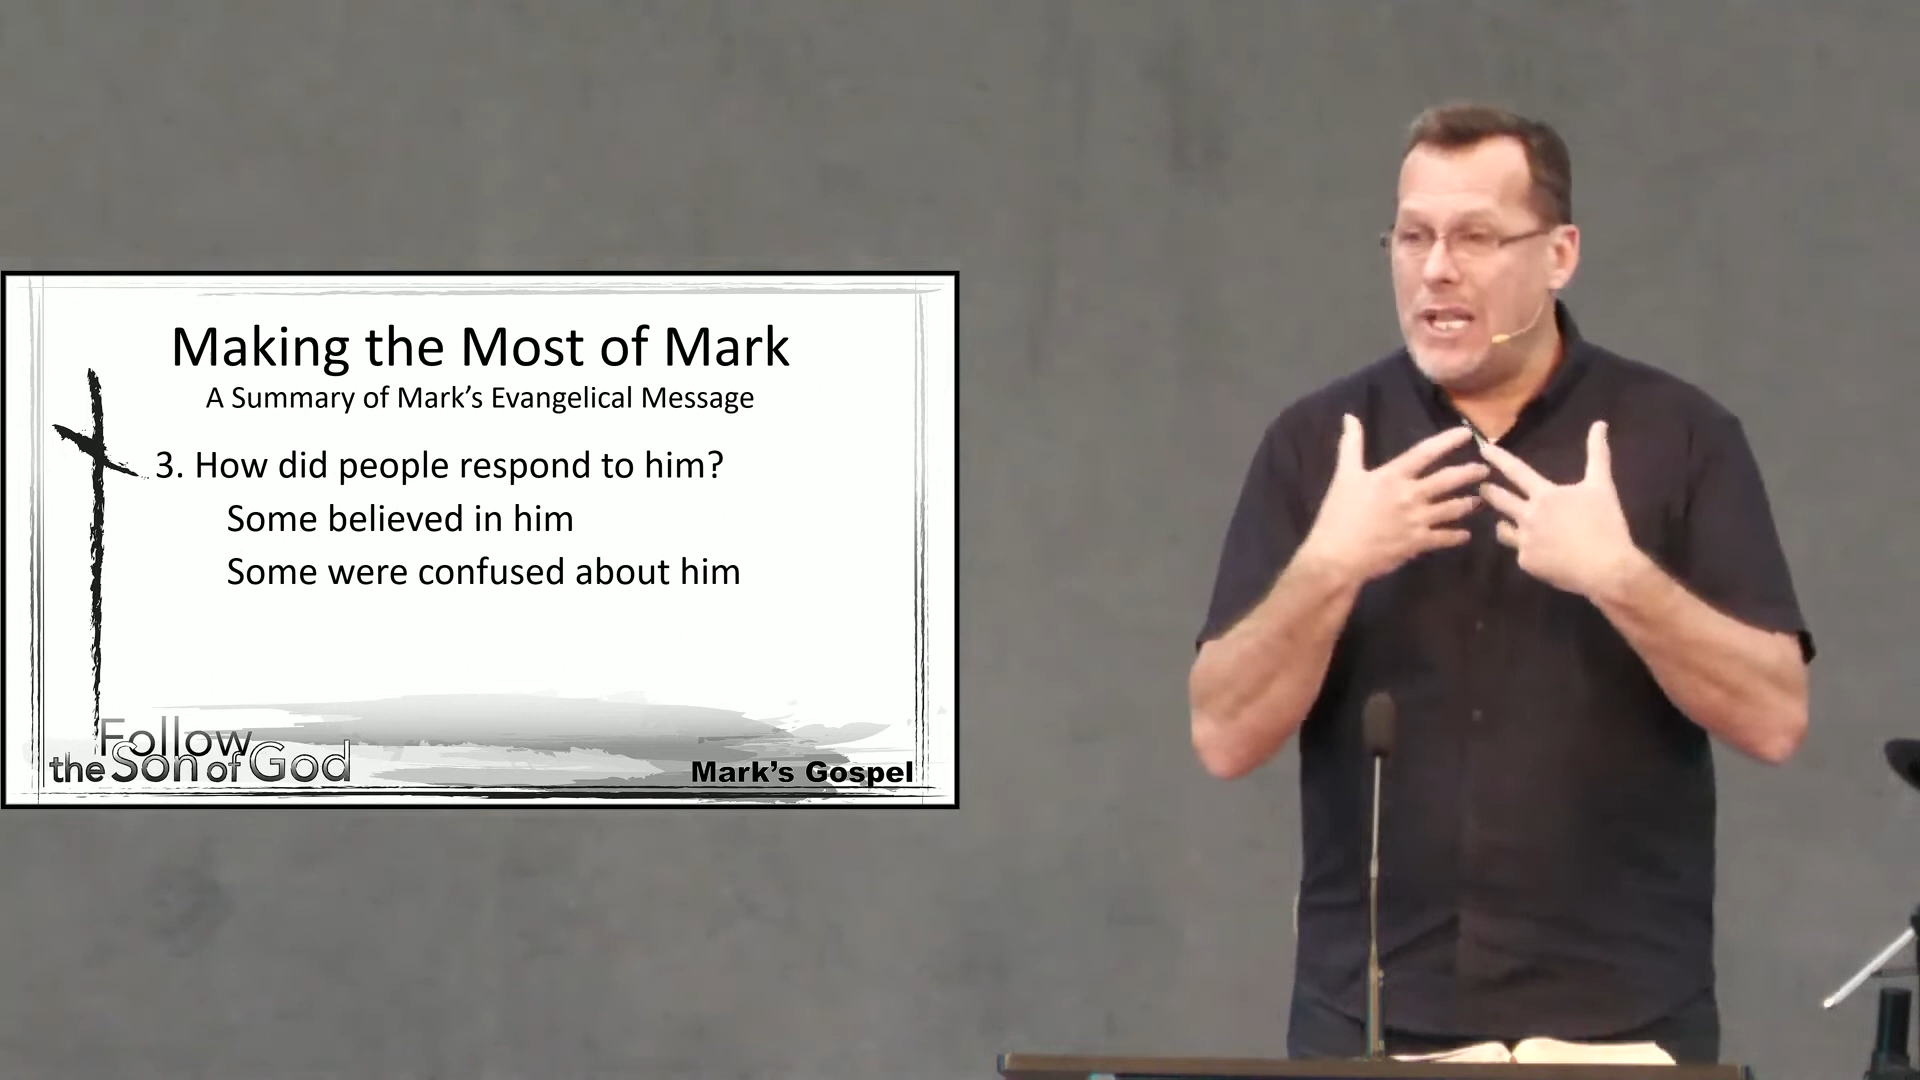 Making the Most of Mark
A Summary of Mark's Evangelical Message
3. How did people respond to him?
Some believed in him
Some were confused about him
Follow
the Son of God
Mark's Gospel